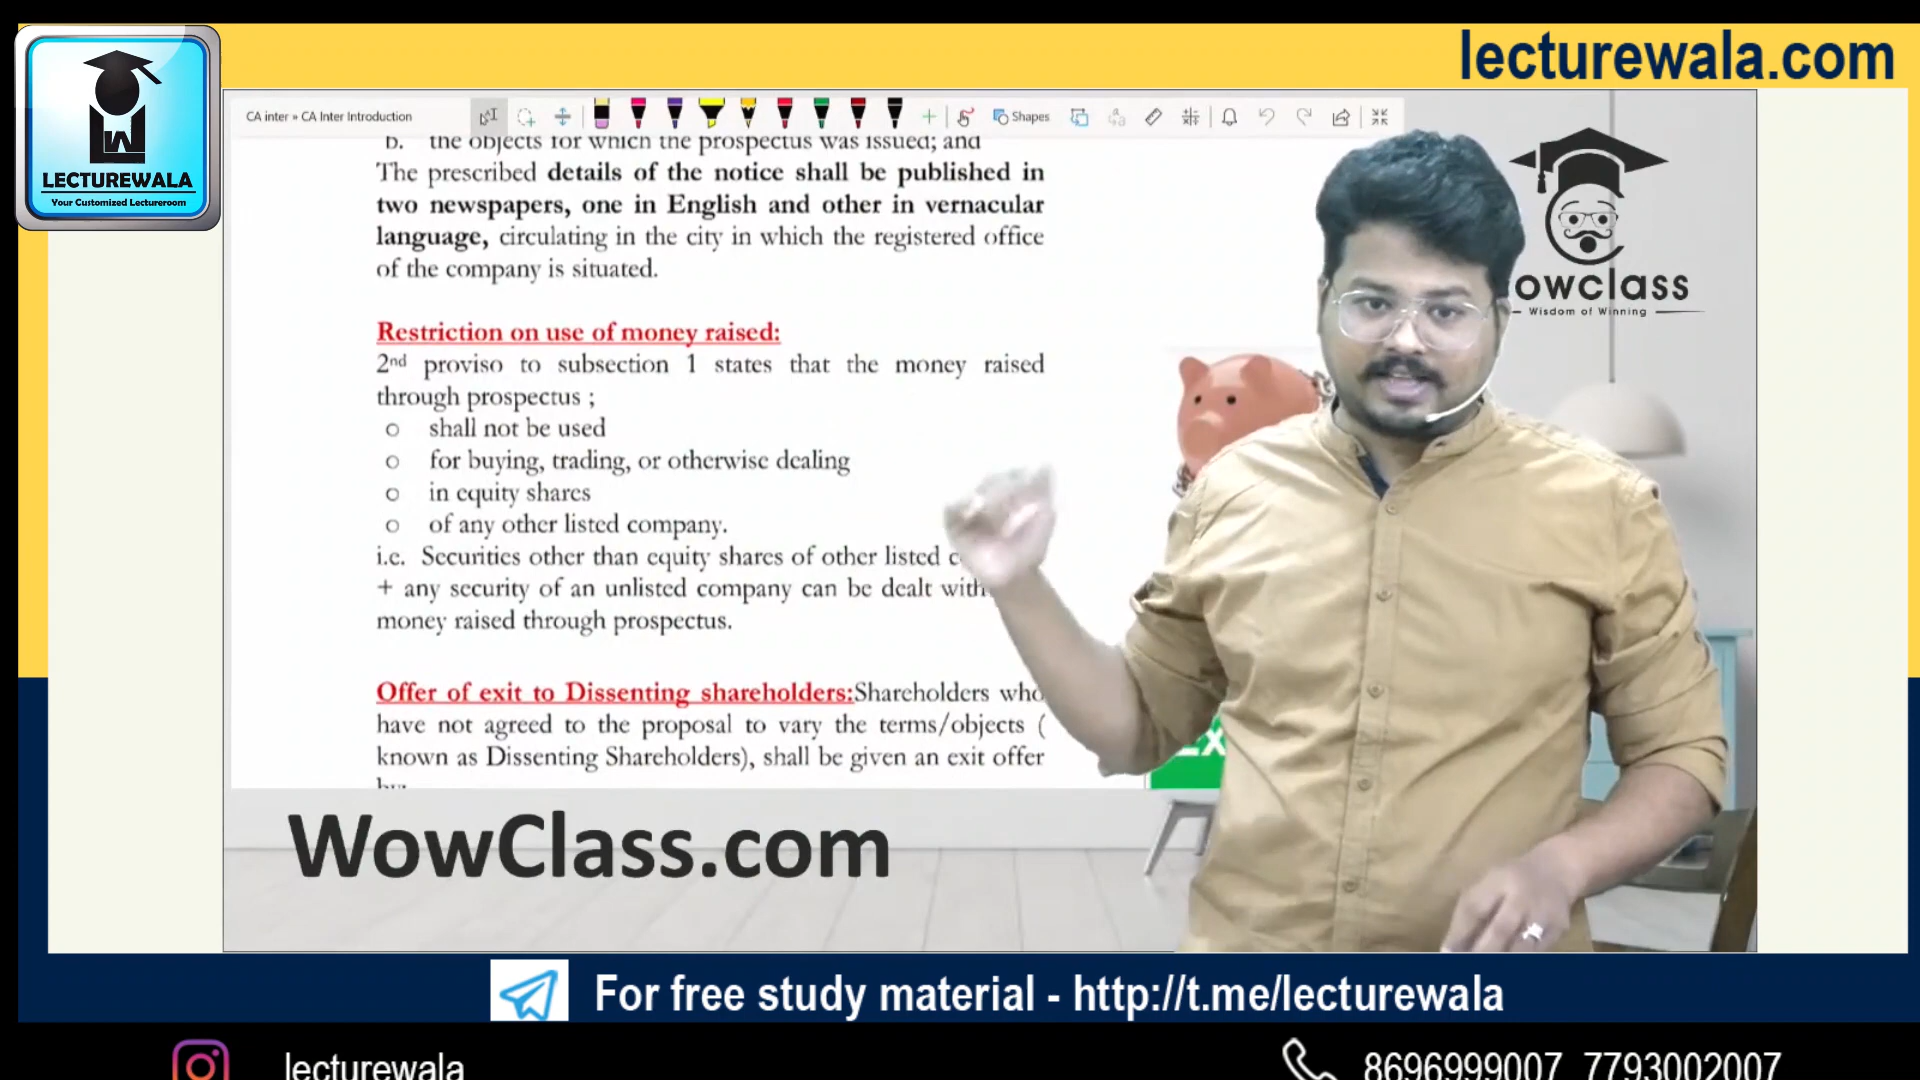 lecturewala.com
LW
LECTUREWALA
Your Customized Lectureroom
CA inter » CA Inter Introduction
Shapes
b. the objects for which the prospectus was issued; and
The prescribed details of the notice shall be published in
two newspapers, one in English and other in vernacular
language, circulating in the city in which the registered office
of the company is situated.
Restriction on use of money raised:
2nd proviso to subsection 1 states that the money raised
through prospectus ;
o shall not be used
o for buying, trading, or otherwise dealing
o in equity shares
o of any other listed company.
i.e. Securities other than equity shares of other listed
+ any security of an unlisted company can be dealt with
money raised through prospectus.
Offer of exit to Dissenting shareholders:Shareholders who
have not agreed to the proposal to vary the terms/objects (
known as Dissenting Shareholders), shall be given an exit offer
owclass
Wisdom of Winning
WowClass.com
For free study material - http://t.me/lecturewala
lecturewala
8696999007 7793002007